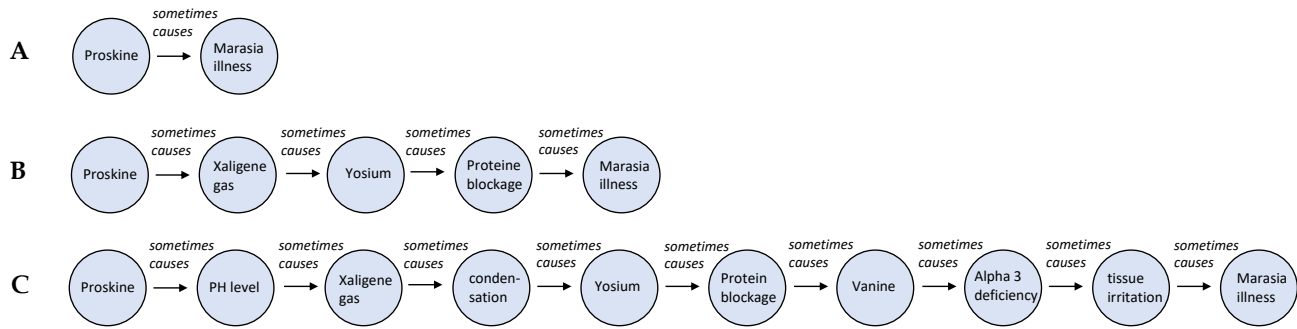 sometimes
causes
A
Proskine
Marasia
illness
sometimes
causes
sometimes
causes
sometimes
causes
sometimes
causes
B
Proskine
Xaligene
gas
Yosium
Proteine
blockage
Marasia
illness
sometimes
causes
sometimes
causes
sometimes
causes
sometimes
causes
sometimes
causes
sometimes
causes
sometimes
causes
sometimes
causes
sometimes
causes
C
Proskine
PH level
Xaligene
gas
conden-
sation
Yosium
Protein
blockage
Vanine
Alpha 3
deficiency
tissue
irritation
Marasia
illness